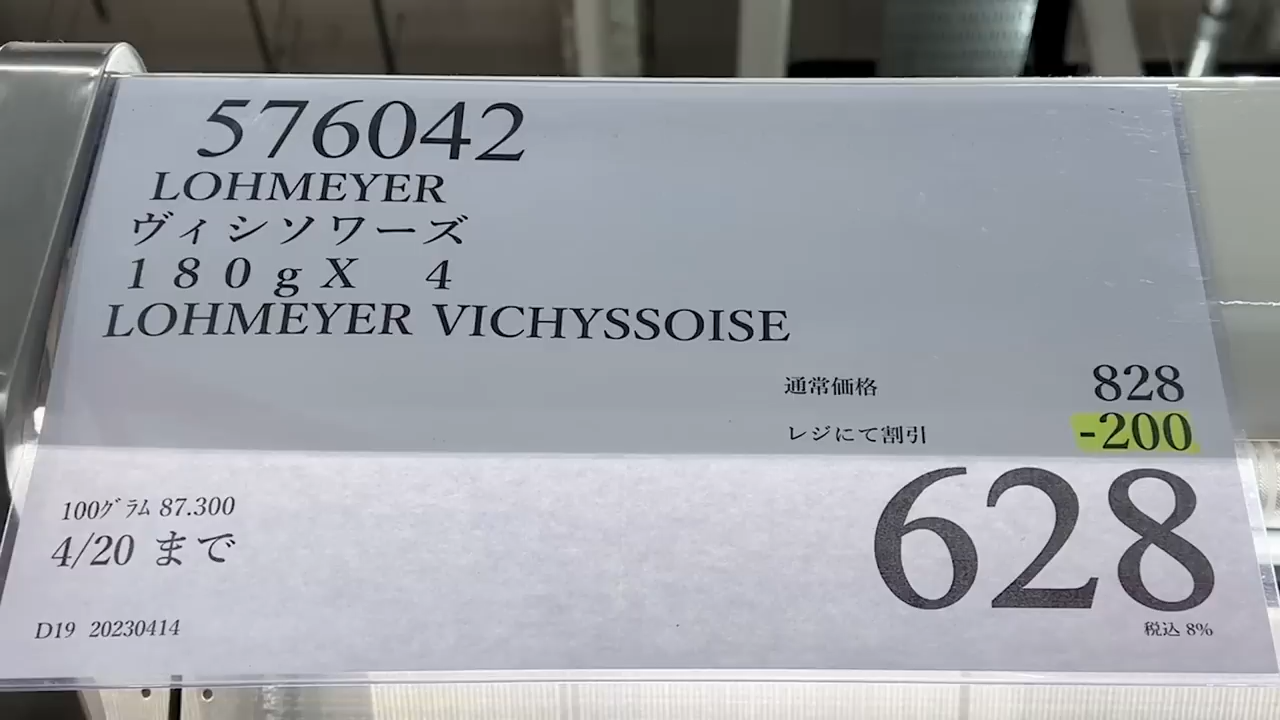 576042
LOHMEYER
ヴィシソワーズ
１８０ｇＸ　４
LOHMEYER VICHYSSOISE
通常価格 828
レジにて割引 -200
628
100ｸﾞﾗﾑ 87.300
4/20 まで
D19 20230414
税込 8%